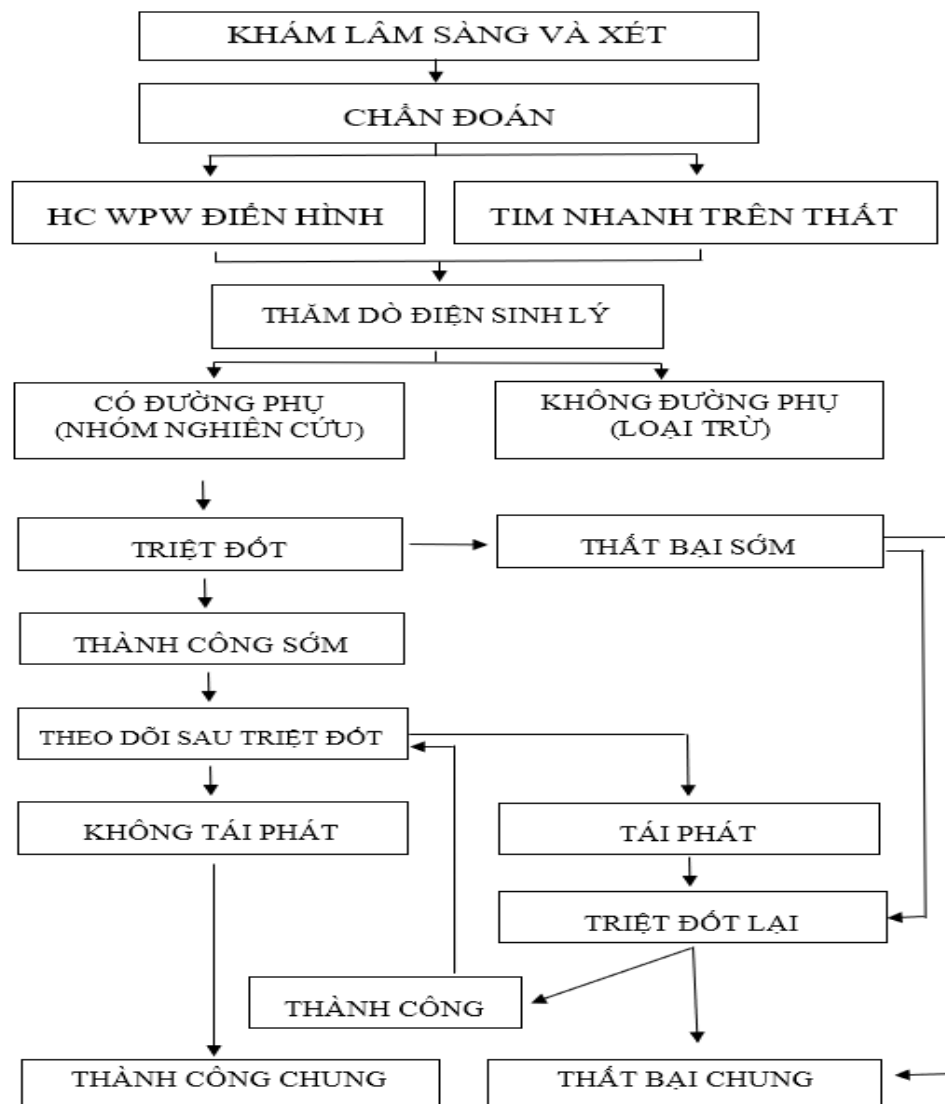 KHÁM LÂM SÀNG VÀ XÉT
CHẨN ĐOÁN
HC WPW ĐIỂN HÌNH
TIM NHANH TRÊN THẤT
THĂM DÒ ĐIỆN SINH LÝ
CÓ ĐƯỜNG PHỤ
(NHÓM NGHIÊN CỨU)
KHÔNG ĐƯỜNG PHỤ
(LOẠI TRỪ)
TRIỆT ĐỐT
THẤT BẠI SỚM
THÀNH CÔNG SỚM
THEO DÕI SAU TRIỆT ĐỐT
KHÔNG TÁI PHÁT
TÁI PHÁT
TRIỆT ĐỐT LẠI
THÀNH CÔNG
THÀNH CÔNG CHUNG
THẤT BẠI CHUNG